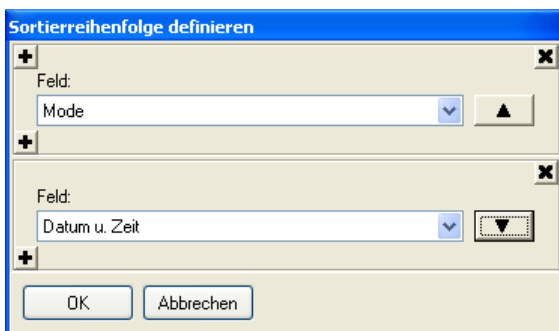 Sortierreihenfolge definieren
Feld:
Mode
Feld:
Datum u. Zeit
OK Abbrechen